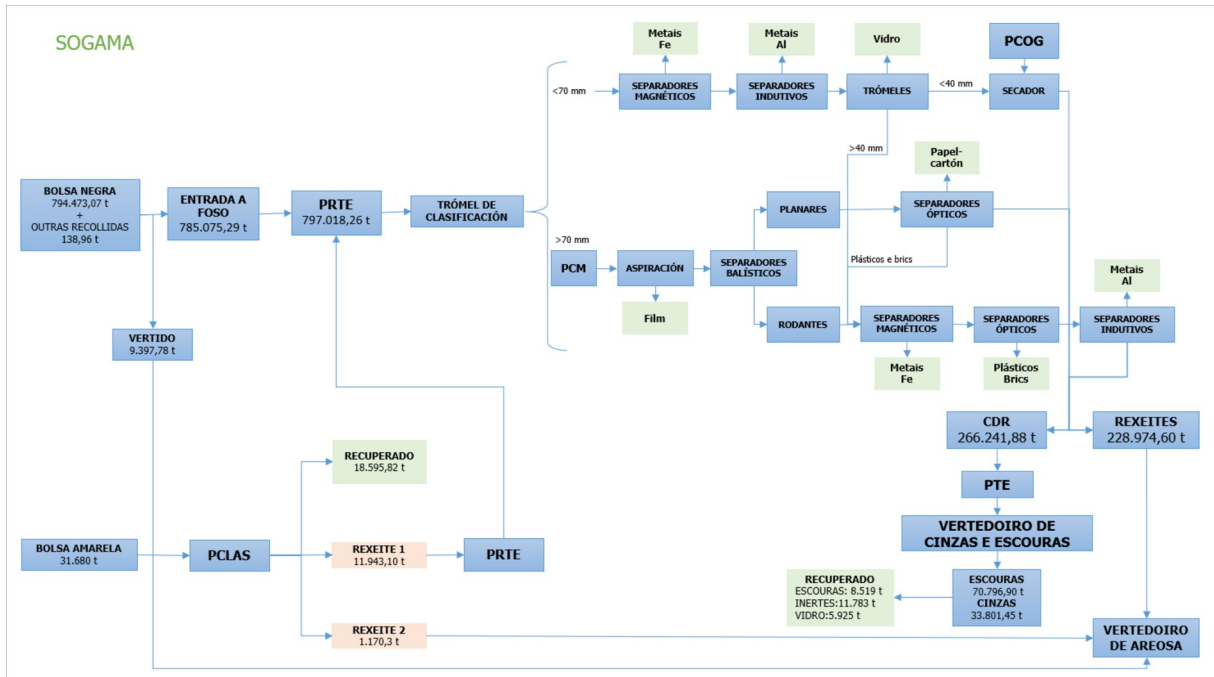 SOGAMA
Metais
Fe
Metais
Al
Vidro
PCOG
<70 mm
SEPARADORES
MAGNÉTICOS
SEPARADORES
INDUTIVOS
TRÓMELES
<40 mm
SECADOR
>40 mm
Papel-
cartón
BOLSA NEGRA
794.473,07 t
+
OUTRAS RECOLLIDAS
138,96 t
ENTRADA A
FOSO
785.075,29 t
PRTE
797.018,26 t
TRÓMEL DE
CLASIFICACIÓN
PLANARES
SEPARADORES
ÓPTICOS
>70 mm
PCM
ASPIRACIÓN
SEPARADORES
BALÍSTICOS
Plásticos e brics
Metais
Al
Film
RODANTES
SEPARADORES
MAGNÉTICOS
SEPARADORES
ÓPTICOS
SEPARADORES
INDUTIVOS
VERTIDO
9.397,78 t
Metais
Fe
Plásticos
Brics
CDR
266.241,88 t
REXEITES
228.974,60 t
RECUPERADO
18.595,82 t
PTE
VERTEDOIRO DE
CINZAS E ESCOURAS
BOLSA AMARELA
31.680 t
PCLAS
REXEITE 1
11.943,10 t
PRTE
RECUPERADO
ESCOURAS: 8.519 t
INERTES:11.783 t
VIDRO:5.925 t
ESCOURAS
70.796,90 t
CINZAS
33.801,45 t
REXEITE 2
1.170,3 t
VERTEDOIRO
DE AREOSA